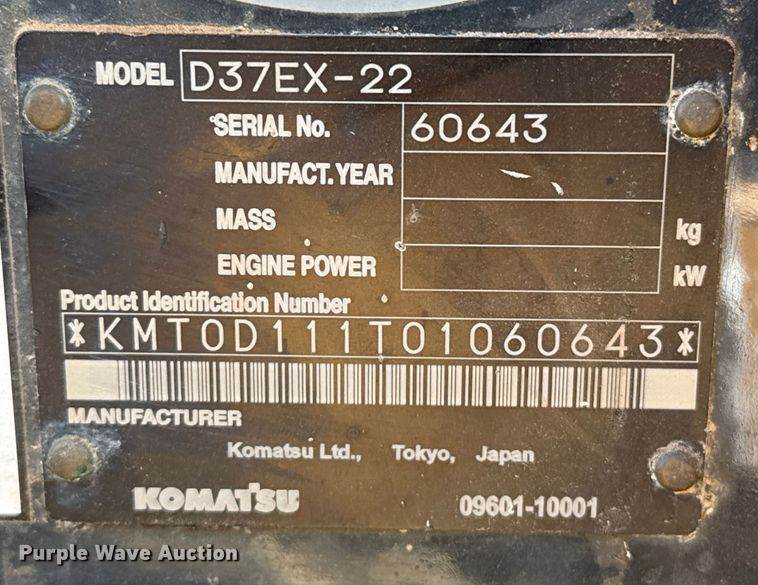 MODEL D37EX-22
SERIAL No. 60643
MANUFACT. YEAR
MASS kg
ENGINE POWER kW
Product Identification Number
*KMT0D111T01060643*
MANUFACTURER
Komatsu Ltd., Tokyo, Japan
KOMATSU 09601-10001
Purple Wave Auction